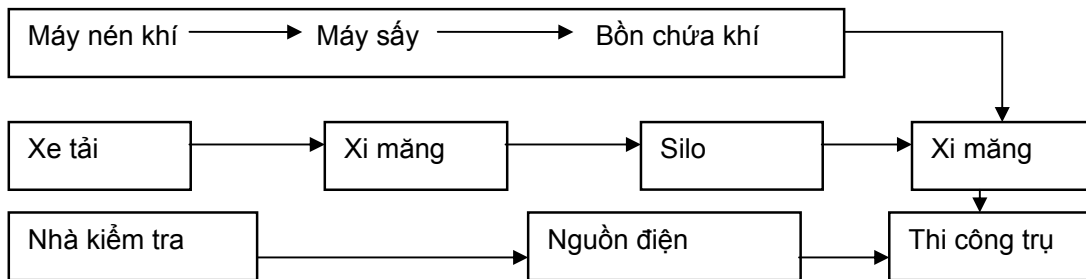 Máy nén khí Máy sấy Bồn chứa khí
Xe tải Xi măng Silo Xi măng
Nhà kiểm tra Nguồn điện Thi công trụ